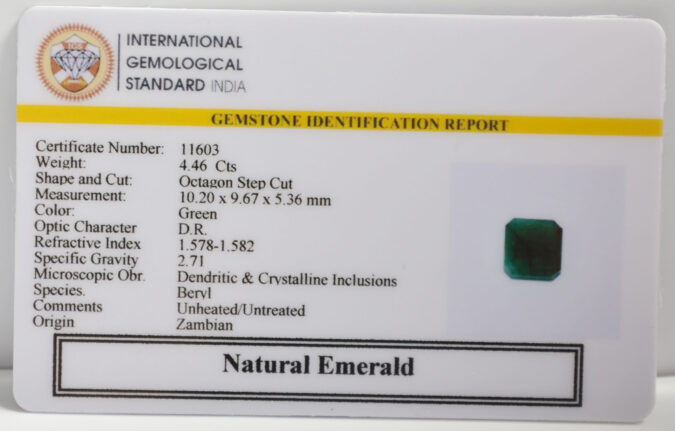 IGS
INTERNATIONAL
GEMOLOGICAL
STANDARD INDIA
GEMSTONE IDENTIFICATION REPORT
Certificate Number: 11603
Weight: 4.46 Cts
Shape and Cut: Octagon Step Cut
Measurement: 10.20 x 9.67 x 5.36 mm
Color: Green
Optic Character D.R.
Refractive Index 1.578-1.582
Specific Gravity 2.71
Microscopic Obr. Dendritic & Crystalline Inclusions
Species. Beryl
Comments Unheated/Untreated
Origin Zambian
Natural Emerald